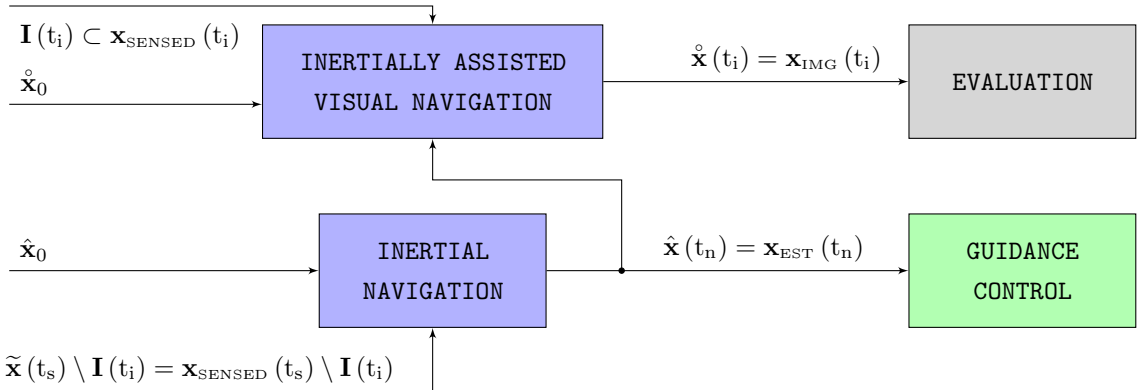 𝐈 (tᵢ) ⊂ 𝐱_SENSED (tᵢ)
𝐱̊₀
INERTIALLY ASSISTED
VISUAL NAVIGATION
𝐱̊ (tᵢ) = 𝐱_IMG (tᵢ)
EVALUATION
𝐱̂₀
INERTIAL
NAVIGATION
𝐱̂ (tₙ) = 𝐱_EST (tₙ)
GUIDANCE
CONTROL
𝐱̃ (tₛ) \ 𝐈 (tᵢ) = 𝐱_SENSED (tₛ) \ 𝐈 (tᵢ)